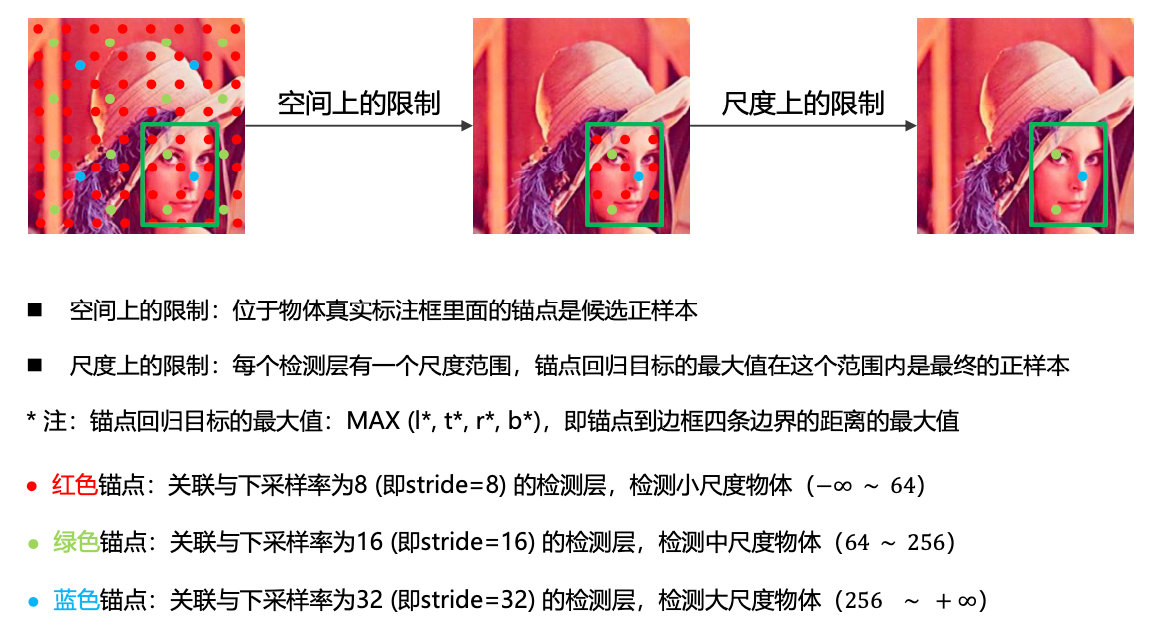 空间上的限制
尺度上的限制
■ 空间上的限制：位于物体真实标注框里面的锚点是候选正样本
■ 尺度上的限制：每个检测层有一个尺度范围，锚点回归目标的最大值在这个范围内是最终的正样本
* 注：锚点回归目标的最大值：MAX (l*, t*, r*, b*)，即锚点到边框四条边界的距离的最大值
• 红色锚点：关联与下采样率为8 (即stride=8) 的检测层，检测小尺度物体（−∞ ~ 64）
• 绿色锚点：关联与下采样率为16 (即stride=16) 的检测层，检测中尺度物体（64 ~ 256）
• 蓝色锚点：关联与下采样率为32 (即stride=32) 的检测层，检测大尺度物体（256 ~ +∞）